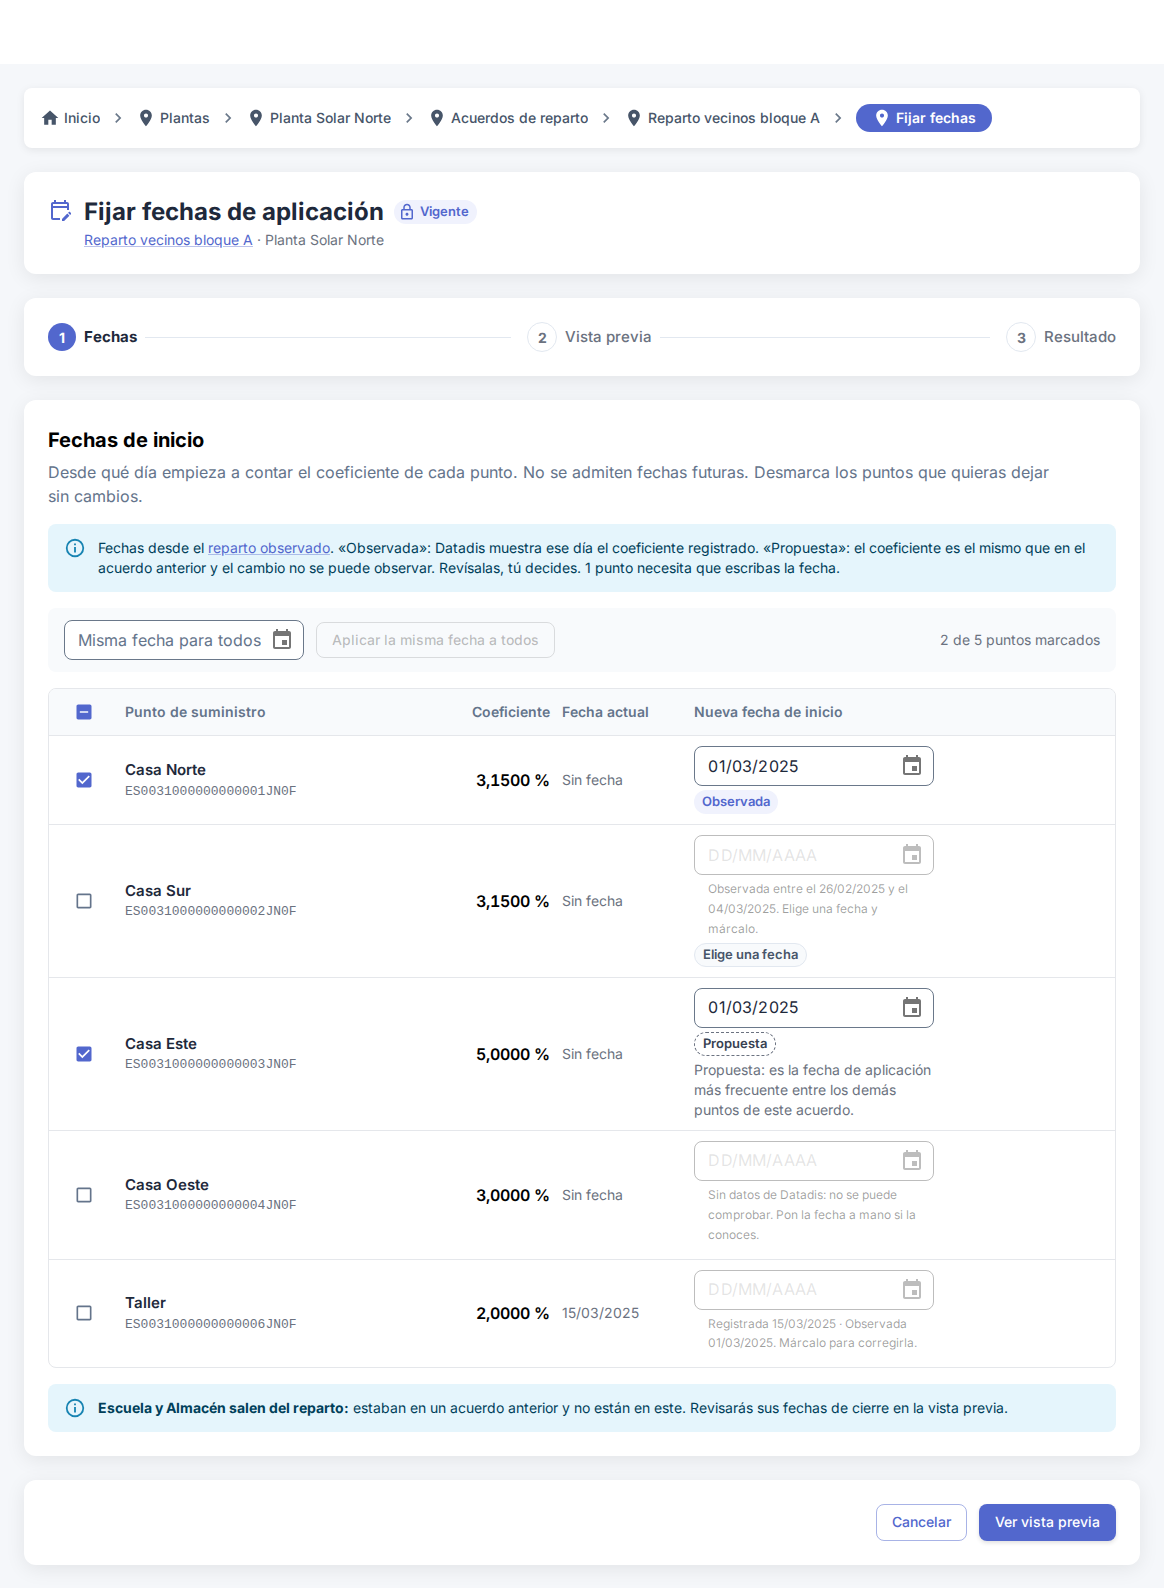 Inicio > Plantas > Planta Solar Norte > Acuerdos de reparto > Reparto vecinos bloque A > Fijar fechas
Fijar fechas de aplicación Vigente
Reparto vecinos bloque A · Planta Solar Norte
1 Fechas 2 Vista previa 3 Resultado
Fechas de inicio
Desde qué día empieza a contar el coeficiente de cada punto. No se admiten fechas futuras. Desmarca los puntos que quieras dejar
sin cambios.
Fechas desde el reparto observado. «Observada»: Datadis muestra ese día el coeficiente registrado. «Propuesta»: el coeficiente es el mismo que en el
acuerdo anterior y el cambio no se puede observar. Revísalas, tú decides. 1 punto necesita que escribas la fecha.
Misma fecha para todos Aplicar la misma fecha a todos 2 de 5 puntos marcados
Punto de suministro Coeficiente Fecha actual Nueva fecha de inicio
Casa Norte
ES0031000000000001JN0F
3,1500 % Sin fecha
01/03/2025
Observada
Casa Sur
ES0031000000000002JN0F
3,1500 % Sin fecha
DD/MM/AAAA
Observada entre el 26/02/2025 y el
04/03/2025. Elige una fecha y
márcalo.
Elige una fecha
Casa Este
ES0031000000000003JN0F
5,0000 % Sin fecha
01/03/2025
Propuesta
Propuesta: es la fecha de aplicación
más frecuente entre los demás
puntos de este acuerdo.
Casa Oeste
ES0031000000000004JN0F
3,0000 % Sin fecha
DD/MM/AAAA
Sin datos de Datadis: no se puede
comprobar. Pon la fecha a mano si la
conoces.
Taller
ES0031000000000006JN0F
2,0000 % 15/03/2025
DD/MM/AAAA
Registrada 15/03/2025 · Observada
01/03/2025. Márcalo para corregirla.
Escuela y Almacén salen del reparto: estaban en un acuerdo anterior y no están en este. Revisarás sus fechas de cierre en la vista previa.
Cancelar Ver vista previa